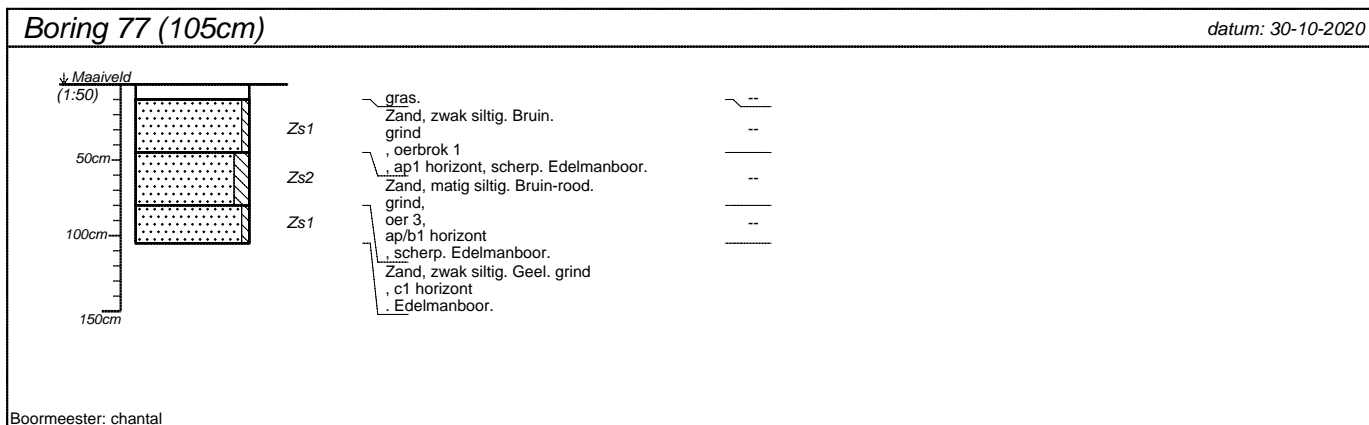 Boring 77 (105cm)
datum: 30-10-2020
Maaiveld
(1:50)
50cm
100cm
150cm
Zs1
Zs2
Zs1
gras.
Zand, zwak siltig. Bruin.
grind
, oerbrok 1
, ap1 horizont, scherp. Edelmanboor.
Zand, matig siltig. Bruin-rood.
grind,
oer 3,
ap/b1 horizont
, scherp. Edelmanboor.
Zand, zwak siltig. Geel. grind
, c1 horizont
. Edelmanboor.
--
--
--
--
Boormeester: chantal